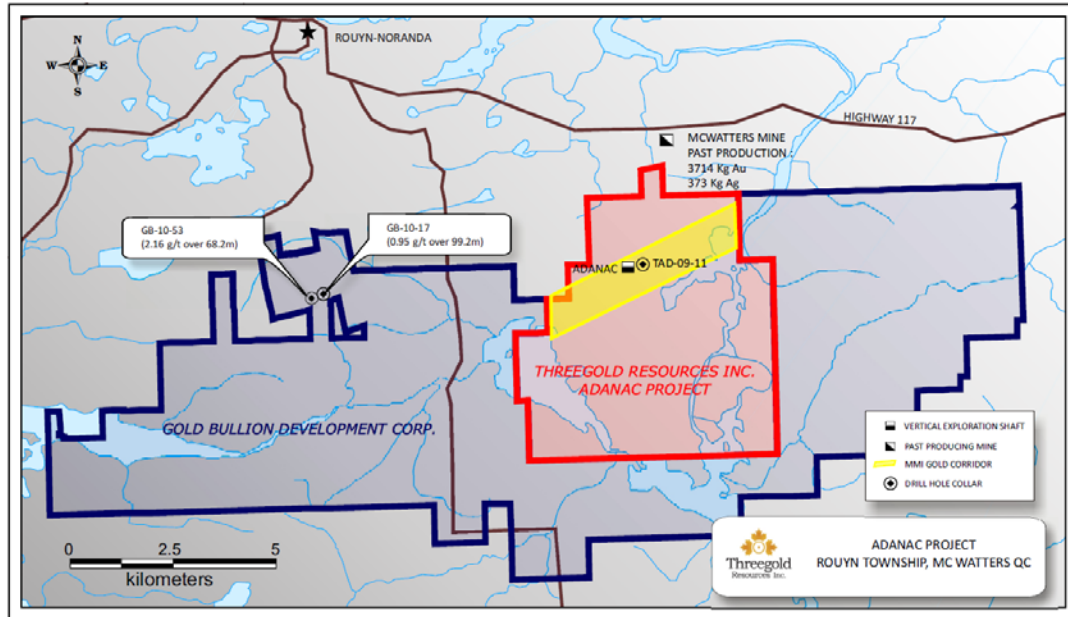 N
W E
S
ROUYN-NORANDA
HIGHWAY 117
MCWATTERS MINE
PAST PRODUCTION :
3714 Kg Au
373 Kg Ag
GB-10-53
(2.16 g/t over 68.2m)
GB-10-17
(0.95 g/t over 99.2m)
ADANAC
TAD-09-11
THREEGOLD RESOURCES INC.
ADANAC PROJECT
GOLD BULLION DEVELOPMENT CORP.
VERTICAL EXPLORATION SHAFT
PAST PRODUCING MINE
MMI GOLD CORRIDOR
DRILL HOLE COLLAR
0 2.5 5
kilometers
Threegold
Resources Inc.
ADANAC PROJECT
ROUYN TOWNSHIP, MC WATTERS QC